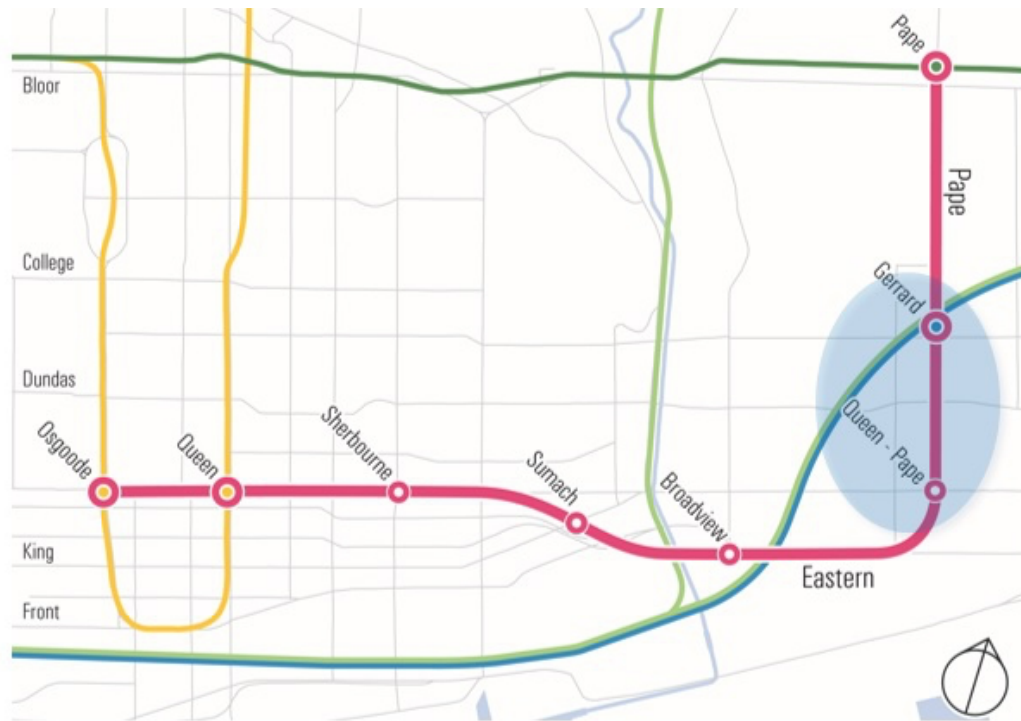 Pape
Bloor
Pape
College
Gerrard
Dundas
Queen - Pape
Osgoode
Queen
Sherbourne
Sumach
Broadview
King
Eastern
Front